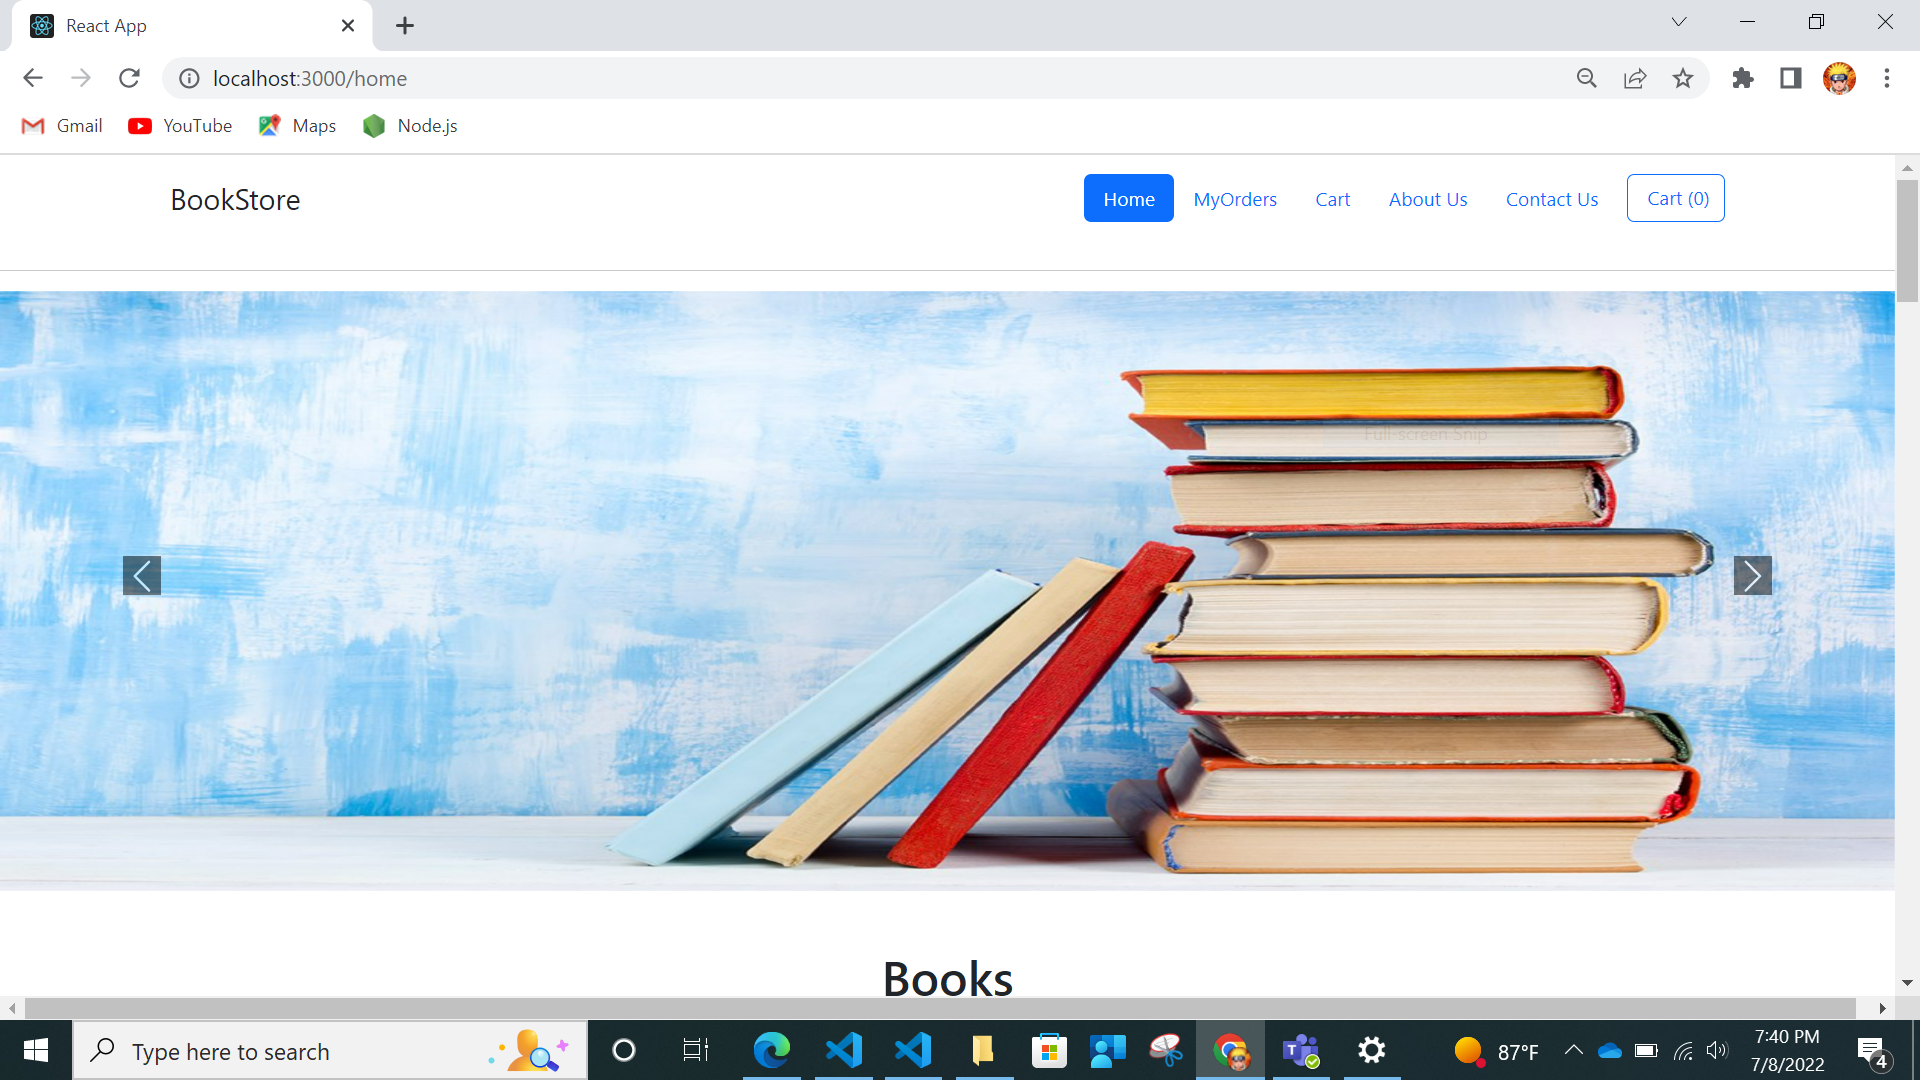 React App
localhost:3000/home
Gmail YouTube Maps Node.js
BookStore Home MyOrders Cart About Us Contact Us Cart (0)
Full-screen Snip
Books
Type here to search 87°F 7:40 PM
7/8/2022 4